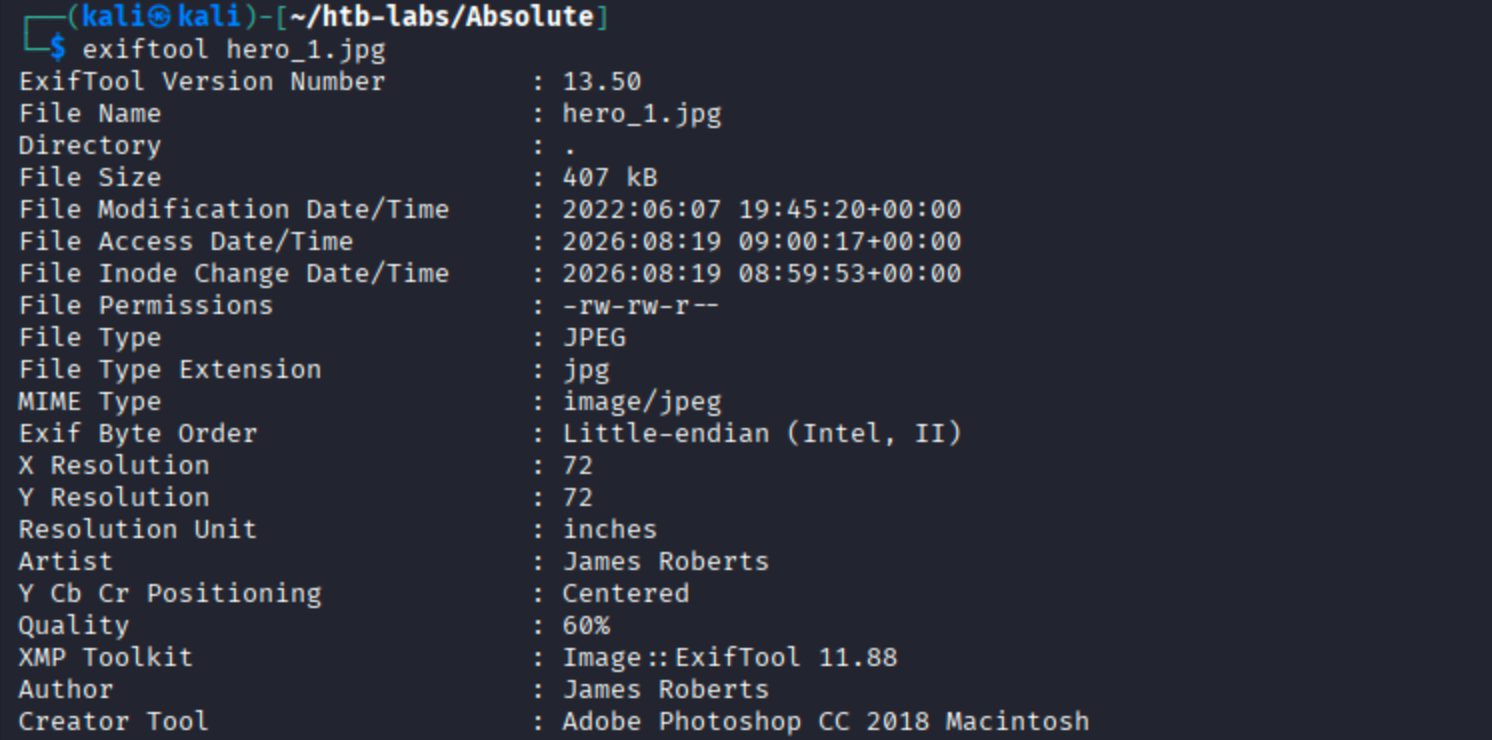 ┌──(kali㉿kali)-[~/htb-labs/Absolute]
└─$ exiftool hero_1.jpg
ExifTool Version Number         : 13.50
File Name                       : hero_1.jpg
Directory                       : .
File Size                       : 407 kB
File Modification Date/Time     : 2022:06:07 19:45:20+00:00
File Access Date/Time           : 2026:08:19 09:00:17+00:00
File Inode Change Date/Time     : 2026:08:19 08:59:53+00:00
File Permissions                : -rw-rw-r--
File Type                       : JPEG
File Type Extension             : jpg
MIME Type                       : image/jpeg
Exif Byte Order                 : Little-endian (Intel, II)
X Resolution                    : 72
Y Resolution                    : 72
Resolution Unit                 : inches
Artist                          : James Roberts
Y Cb Cr Positioning             : Centered
Quality                         : 60%
XMP Toolkit                     : Image::ExifTool 11.88
Author                          : James Roberts
Creator Tool                    : Adobe Photoshop CC 2018 Macintosh